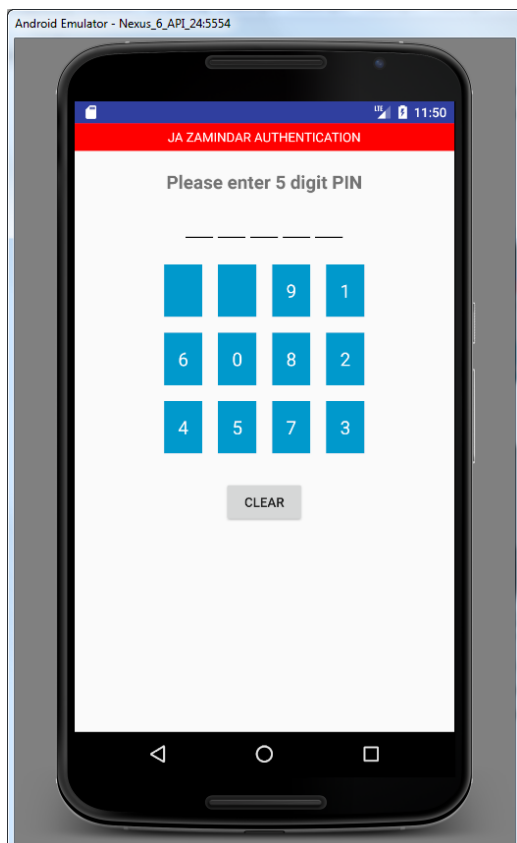 Android Emulator - Nexus_6_API_24:5554
LTE 11:50
JA ZAMINDAR AUTHENTICATION
Please enter 5 digit PIN
9 1
6 0 8 2
4 5 7 3
CLEAR